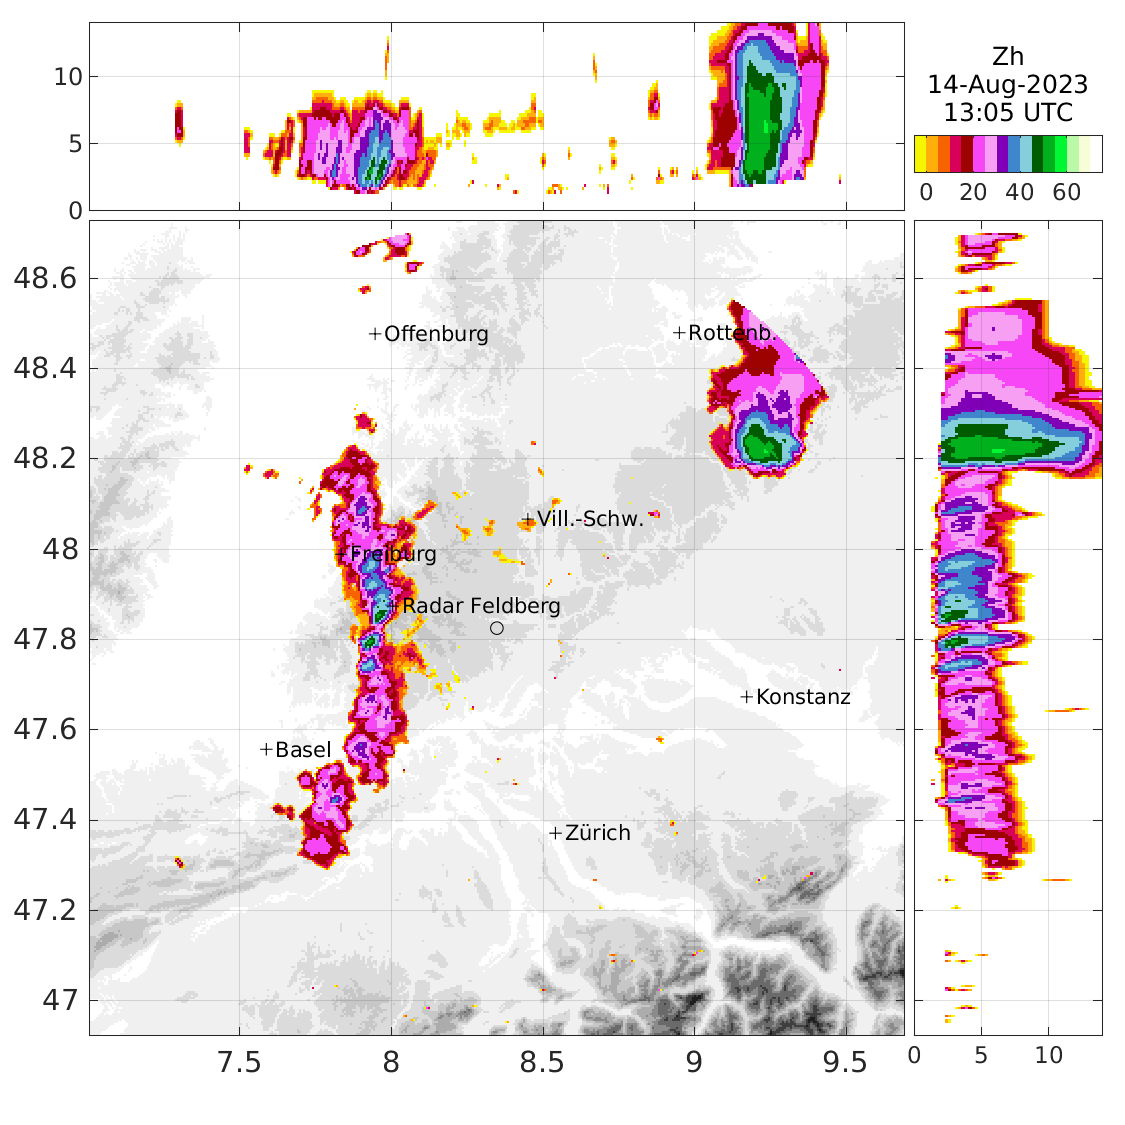 10
5
0
Zh
14-Aug-2023
13:05 UTC
0 20 40 60
48.6
48.4
48.2
48
47.8
47.6
47.4
47.2
47
+Offenburg
+Rottenb.
+Vill.-Schw.
+Freiburg
+Radar Feldberg
+Konstanz
+Basel
+Zürich
7.5 8 8.5 9 9.5
0 5 10